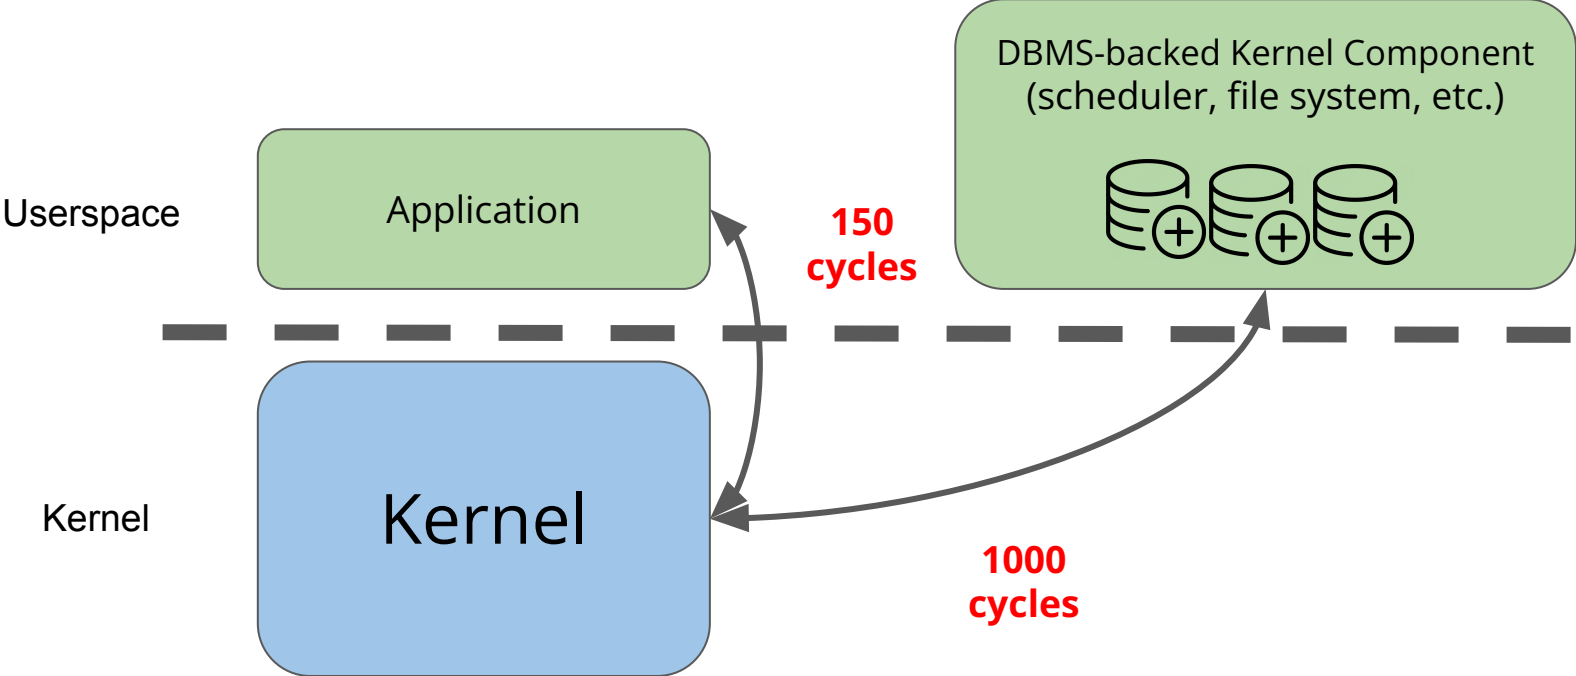 DBMS-backed Kernel Component
(scheduler, file system, etc.)
Userspace
Application
150
cycles
Kernel
Kernel
1000
cycles